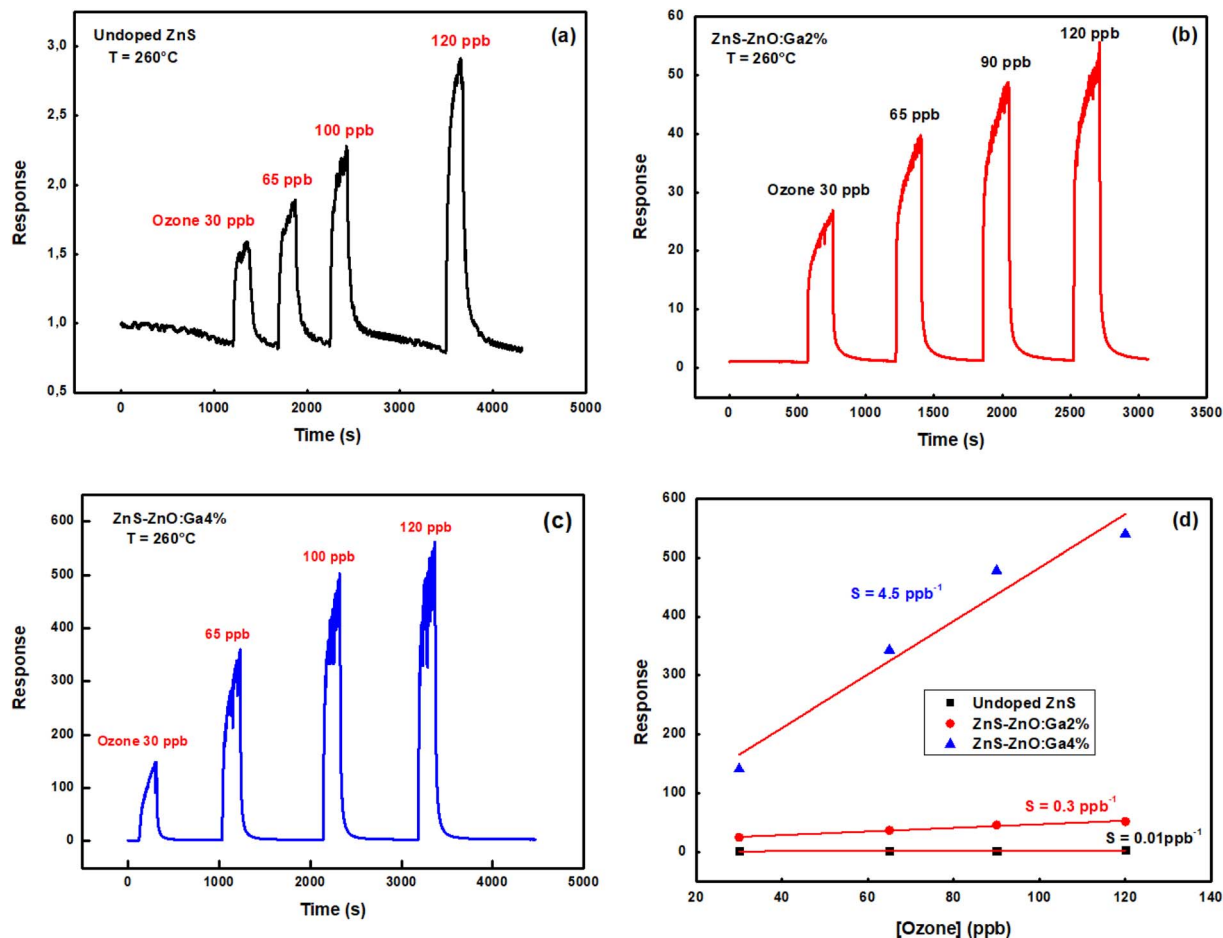 Undoped ZnS
T = 260°C
(a)
Ozone 30 ppb
65 ppb
100 ppb
120 ppb
3,0
2,5
2,0
1,5
1,0
0,5
Response
0
1000
2000
3000
4000
5000
Time (s)
ZnS-ZnO:Ga2%
T = 260°C
(b)
Ozone 30 ppb
65 ppb
90 ppb
120 ppb
60
50
40
30
20
10
0
Response
0
500
1000
1500
2000
2500
3000
3500
Time (s)
ZnS-ZnO:Ga4%
T = 260°C
(c)
Ozone 30 ppb
65 ppb
100 ppb
120 ppb
600
500
400
300
200
100
0
Response
0
1000
2000
3000
4000
5000
Time (s)
(d)
S = 4.5 ppb⁻¹
Undoped ZnS
ZnS-ZnO:Ga2%
ZnS-ZnO:Ga4%
S = 0.3 ppb⁻¹
S = 0.01ppb⁻¹
600
500
400
300
200
100
0
Response
20
40
60
80
100
120
140
[Ozone] (ppb)